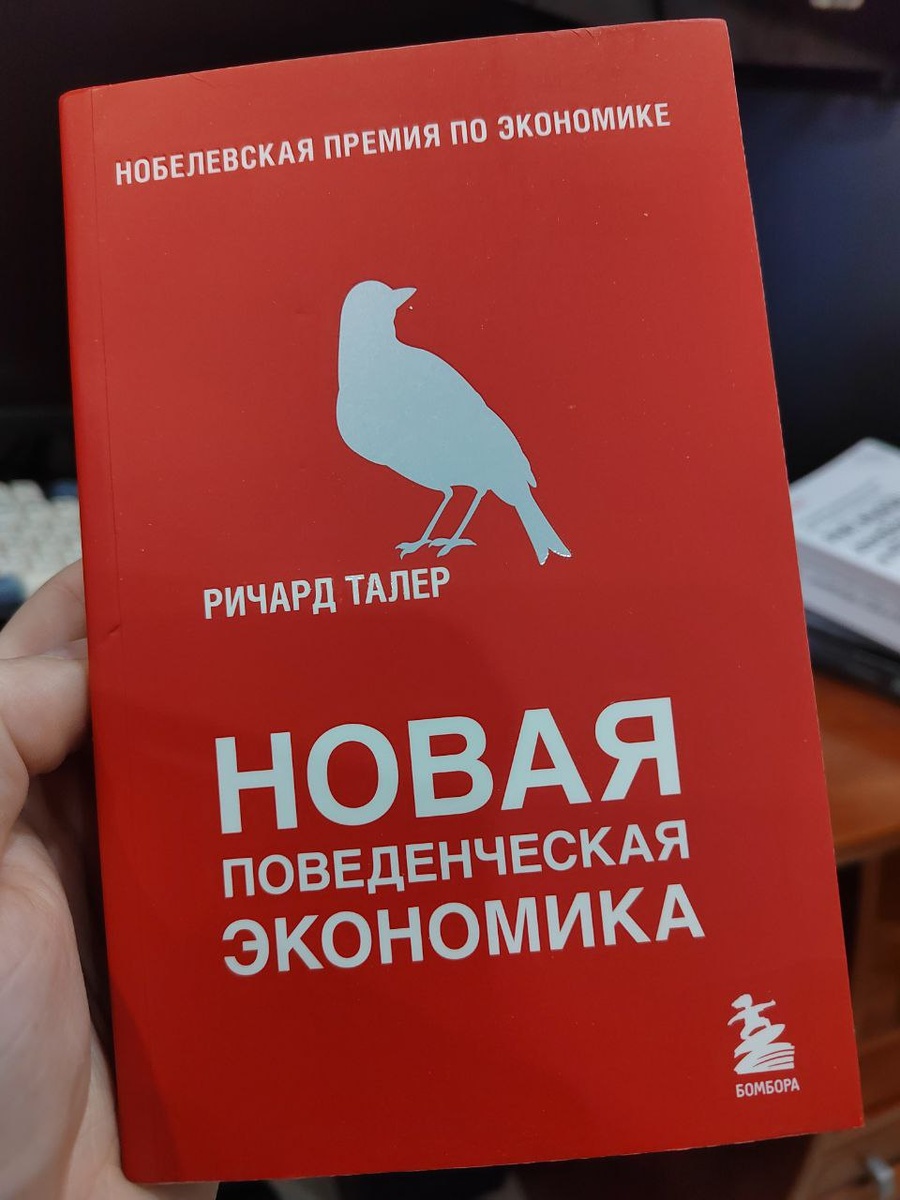 НОБЕЛЕВСКАЯ ПРЕМИЯ ПО ЭКОНОМИКЕ
РИЧАРД ТАЛЕР
НОВАЯ
ПОВЕДЕНЧЕСКАЯ
ЭКОНОМИКА
БОМБОРА